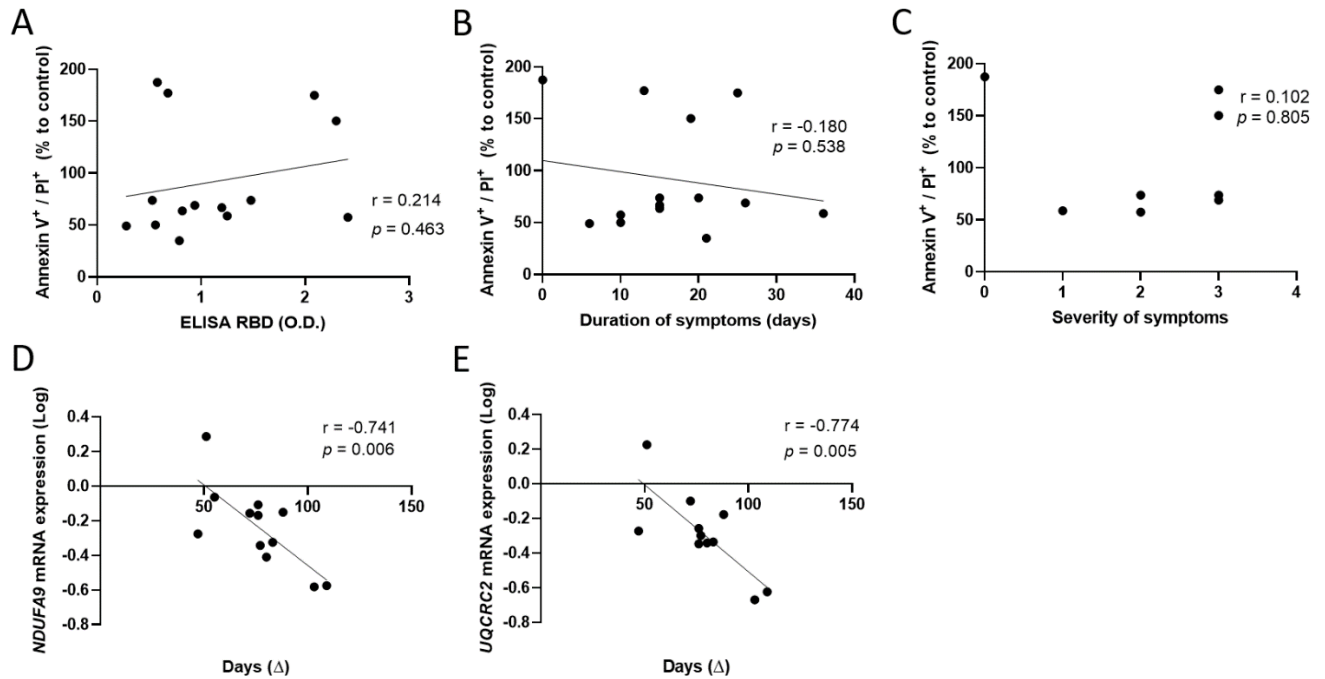 A
Annexin V⁺ / PI⁺ (% to control)
200
150
100
50
0
0
1
2
3
ELISA RBD (O.D.)
r = 0.214
p = 0.463
B
Annexin V⁺ / PI⁺ (% to control)
200
150
100
50
0
0
10
20
30
40
Duration of symptoms (days)
r = -0.180
p = 0.538
C
Annexin V⁺ / PI⁺ (% to control)
200
150
100
50
0
0
1
2
3
4
Severity of symptoms
r = 0.102
p = 0.805
D
NDUFA9 mRNA expression (Log)
0.4
0.2
0.0
-0.2
-0.4
-0.6
-0.8
50
100
150
Days (Δ)
r = -0.741
p = 0.006
E
UQCRC2 mRNA expression (Log)
0.4
0.2
0.0
-0.2
-0.4
-0.6
-0.8
50
100
150
Days (Δ)
r = -0.774
p = 0.005